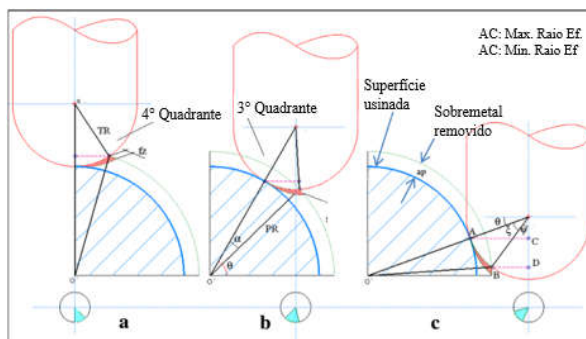 AC: Max. Raio Ef.
AC: Min. Raio Ef
4° Quadrante
TR
fz
3° Quadrante
PR
α
θ
Superfície
usinada
Sobremetal
removido
ap
θ
ξ
A
C
D
B
a
b
c